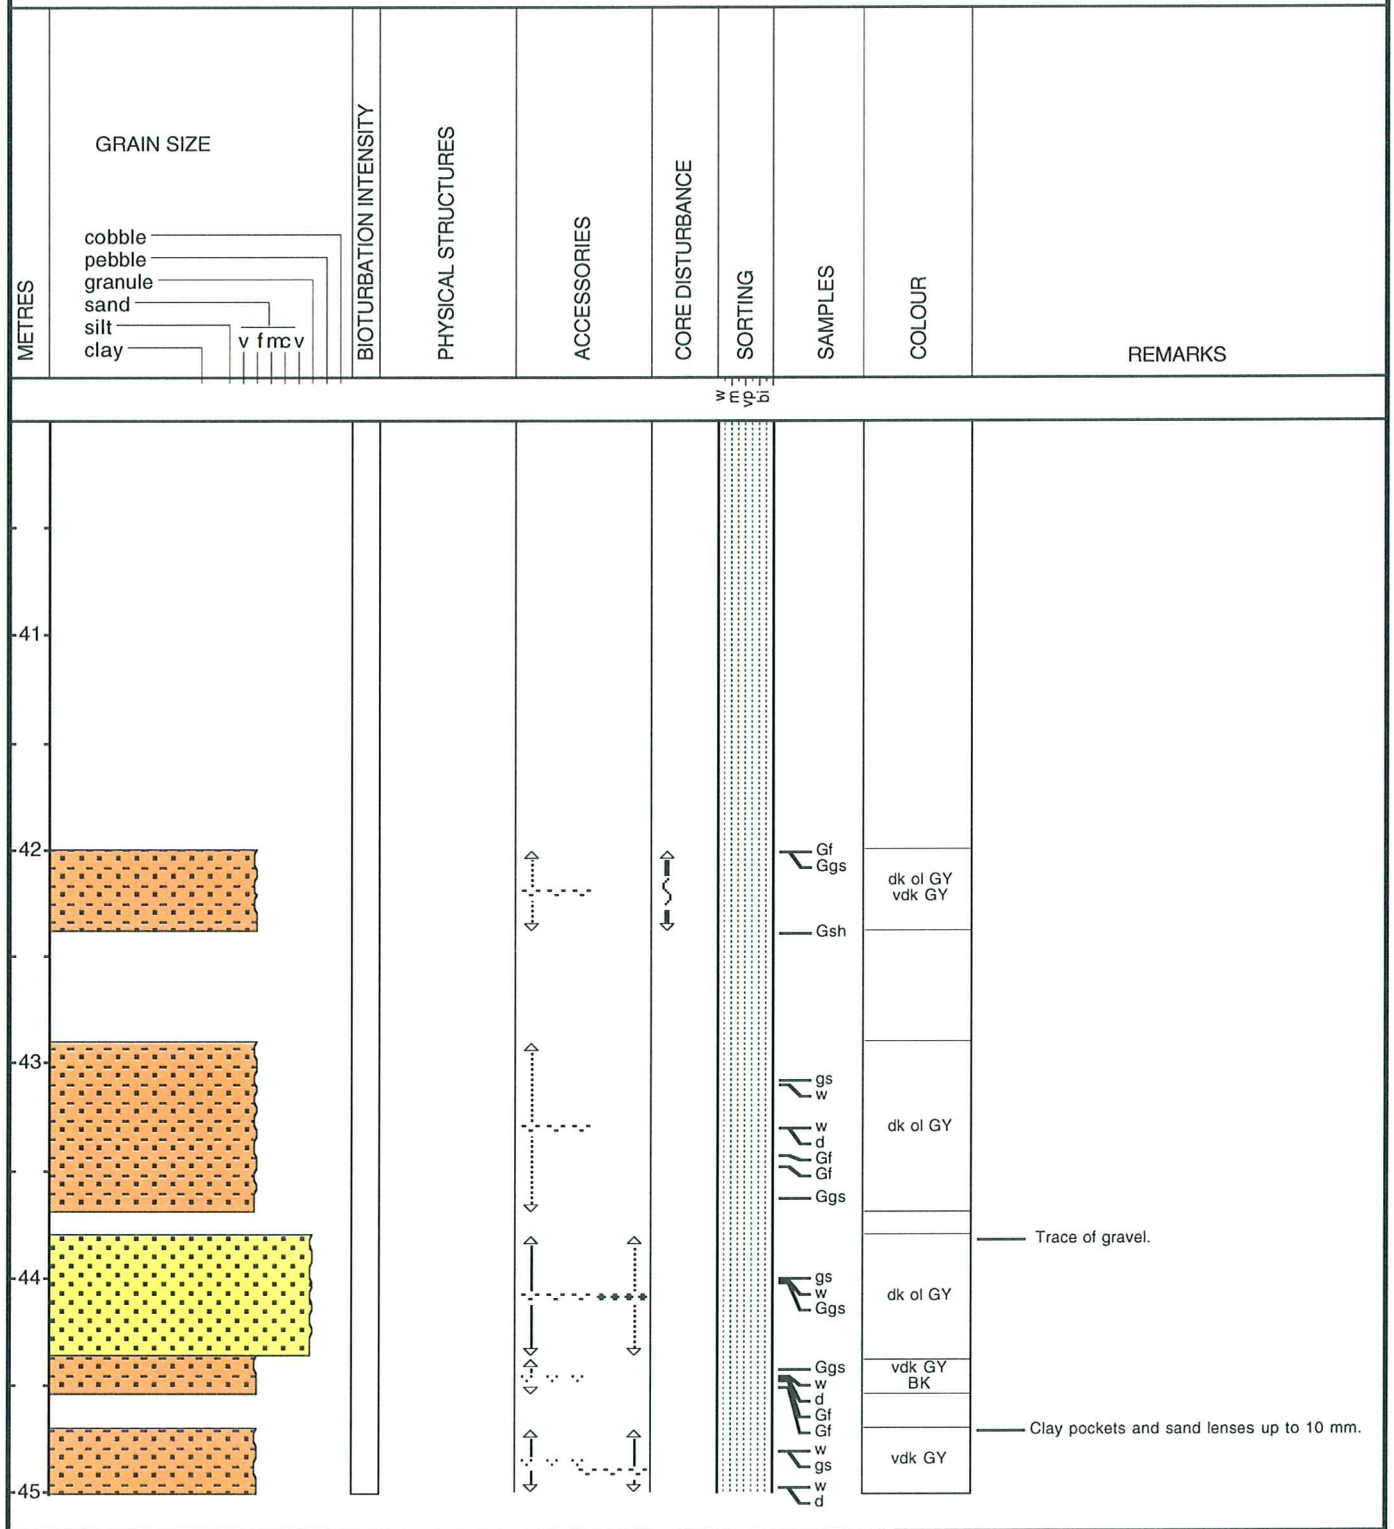 GRAIN SIZE
cobble
pebble
granule
sand
silt
clay
v f m c v
METRES
BIOTURBATION INTENSITY
PHYSICAL STRUCTURES
ACCESSORIES
CORE DISTURBANCE
SORTING
SAMPLES
COLOUR
REMARKS
w
m
vp
bi
41
42
Gf
Ggs
dk ol GY
vdk GY
Gsh
43
gs
w
w
d
dk ol GY
Gf
Gf
Ggs
Trace of gravel.
44
gs
w
Ggs
dk ol GY
Ggs
w
d
Gf
Gf
vdk GY
BK
Clay pockets and sand lenses up to 10 mm.
w
gs
vdk GY
45
w
d